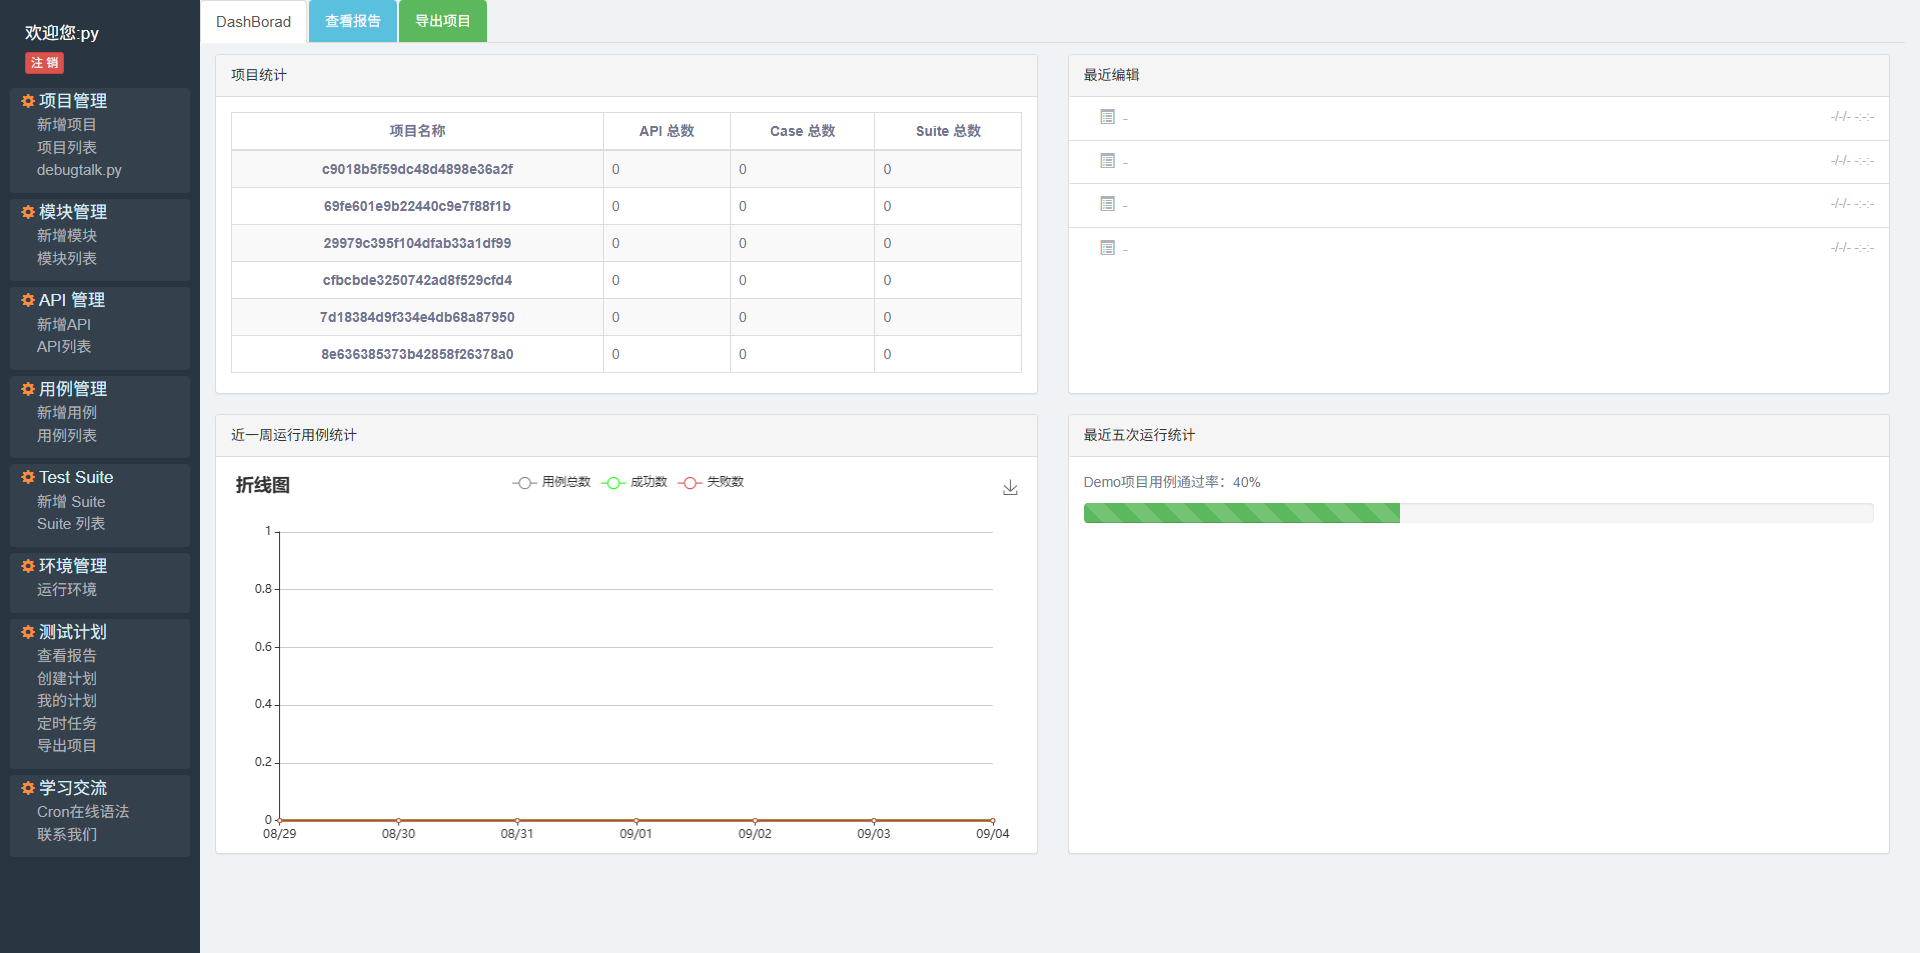 欢迎您:py
注 销
项目管理
新增项目
项目列表
debugtalk.py
模块管理
新增模块
模块列表
API 管理
新增API
API列表
用例管理
新增用例
用例列表
Test Suite
新增 Suite
Suite 列表
环境管理
运行环境
测试计划
查看报告
创建计划
我的计划
定时任务
导出项目
学习交流
Cron在线语法
联系我们
DashBorad 查看报告 导出项目
项目统计
项目名称 API 总数 Case 总数 Suite 总数
c9018b5f59dc48d4898e36a2f 0 0 0
69fe601e9b22440c9e7f88f1b 0 0 0
29979c395f104dfab33a1df99 0 0 0
cfbcbde3250742ad8f529cfd4 0 0 0
7d18384d9f334e4db68a87950 0 0 0
8e636385373b42858f26378a0 0 0 0
最近编辑
- -/-/- -:-:-
- -/-/- -:-:-
- -/-/- -:-:-
- -/-/- -:-:-
近一周运行用例统计
折线图 用例总数 成功数 失败数
1
0.8
0.6
0.4
0.2
0
08/29 08/30 08/31 09/01 09/02 09/03 09/04
最近五次运行统计
Demo项目用例通过率：40%